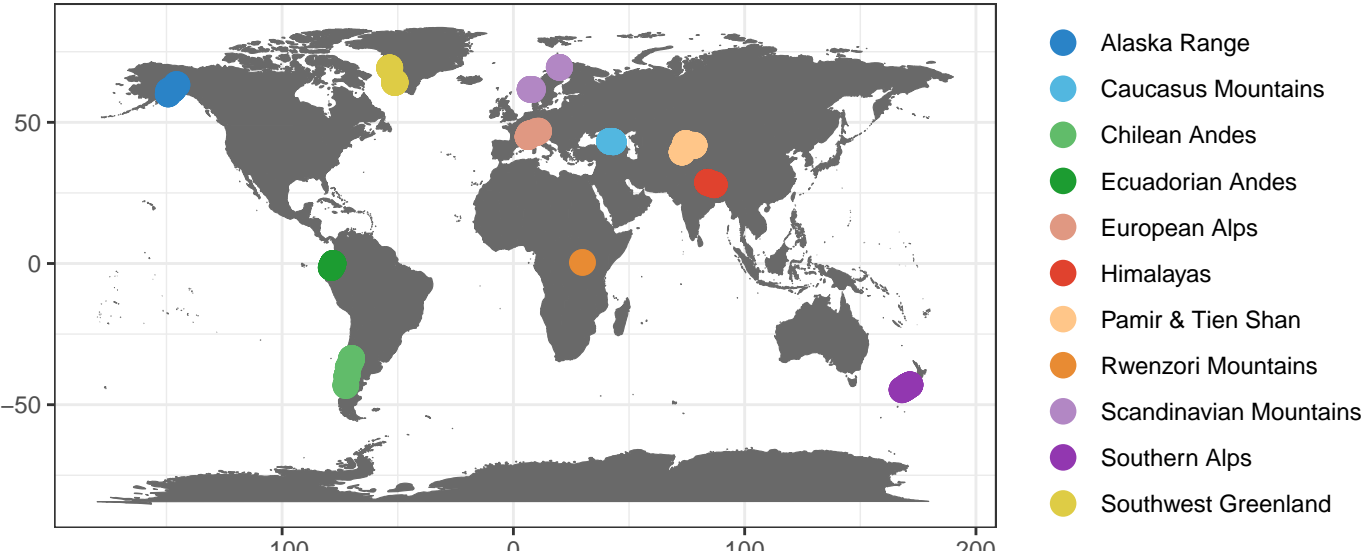 50
0
−50
100
0
100
200
Alaska Range
Caucasus Mountains
Chilean Andes
Ecuadorian Andes
European Alps
Himalayas
Pamir & Tien Shan
Rwenzori Mountains
Scandinavian Mountains
Southern Alps
Southwest Greenland